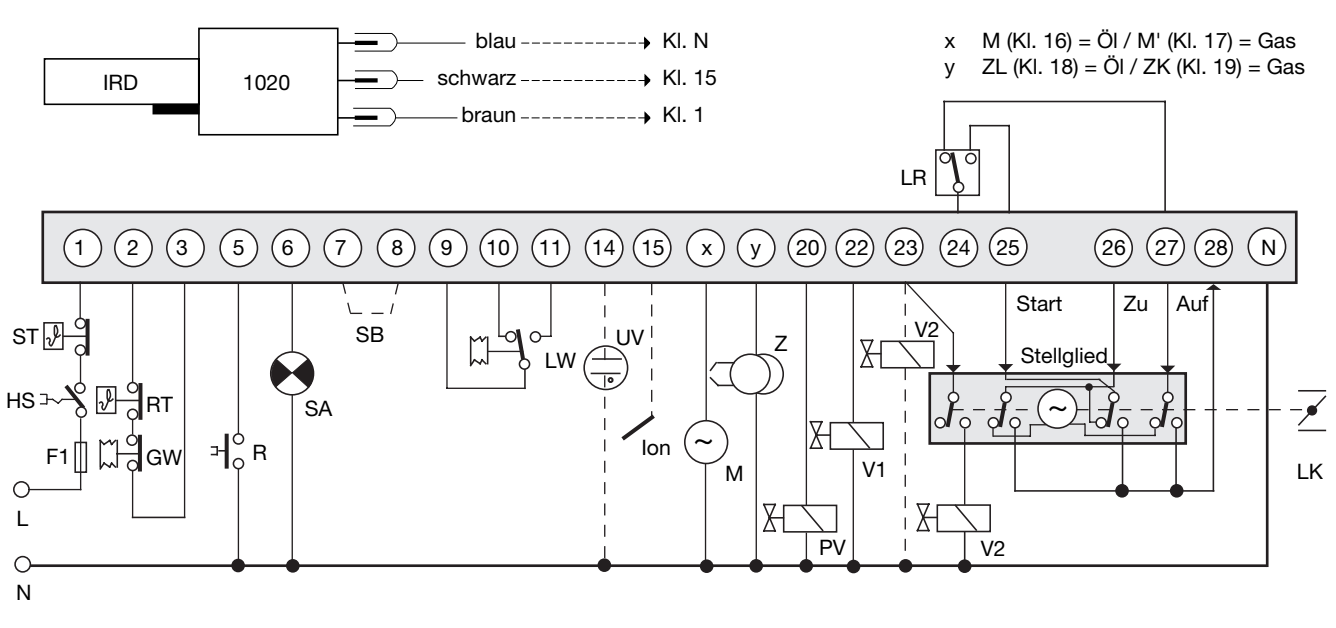 blau Kl. N
IRD 1020 schwarz Kl. 15
braun Kl. 1
x M (Kl. 16) = Öl / M' (Kl. 17) = Gas
y ZL (Kl. 18) = Öl / ZK (Kl. 19) = Gas
LR
1 2 3 5 6 7 8 9 10 11 14 15 x y 20 22 23 24 25 26 27 28 N
Start Zu Auf
ST SB LW UV Z V2 Stellglied
HS RT SA
F1 GW R Ion M V1 LK
L
PV V2
N